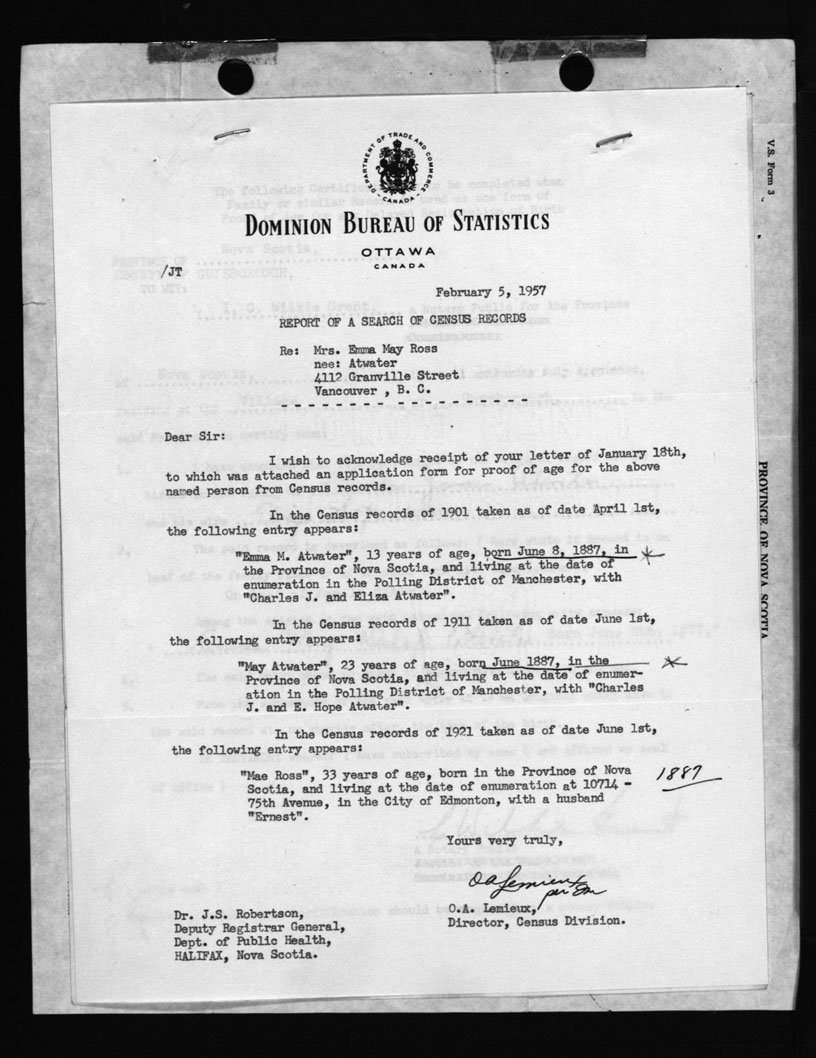 DEPARTMENT OF TRADE AND COMMERCE
CANADA
DOMINION BUREAU OF STATISTICS
OTTAWA
CANADA
/JT
February 5, 1957
REPORT OF A SEARCH OF CENSUS RECORDS
Re: Mrs. Emma May Ross
nee: Atwater
4112 Granville Street
Vancouver , B. C.
Dear Sir:
I wish to acknowledge receipt of your letter of January 18th,
to which was attached an application form for proof of age for the above
named person from Census records.
In the Census records of 1901 taken as of date April 1st,
the following entry appears:
"Emma M. Atwater", 13 years of age, born June 8, 1887, in
the Province of Nova Scotia, and living at the date of
enumeration in the Polling District of Manchester, with
"Charles J. and Eliza Atwater".
In the Census records of 1911 taken as of date June 1st,
the following entry appears:
"May Atwater", 23 years of age, born June 1887, in the
Province of Nova Scotia, and living at the date of enumer-
ation in the Polling District of Manchester, with "Charles
J. and E. Hope Atwater".
In the Census records of 1921 taken as of date June 1st,
the following entry appears:
"Mae Ross", 33 years of age, born in the Province of Nova
Scotia, and living at the date of enumeration at 10714 -
75th Avenue, in the City of Edmonton, with a husband
"Ernest".
1887
Yours very truly,
OALemieux
per
O.A. Lemieux,
Director, Census Division.
Dr. J.S. Robertson,
Deputy Registrar General,
Dept. of Public Health,
HALIFAX, Nova Scotia.
V.S. Form 3
PROVINCE OF NOVA SCOTIA